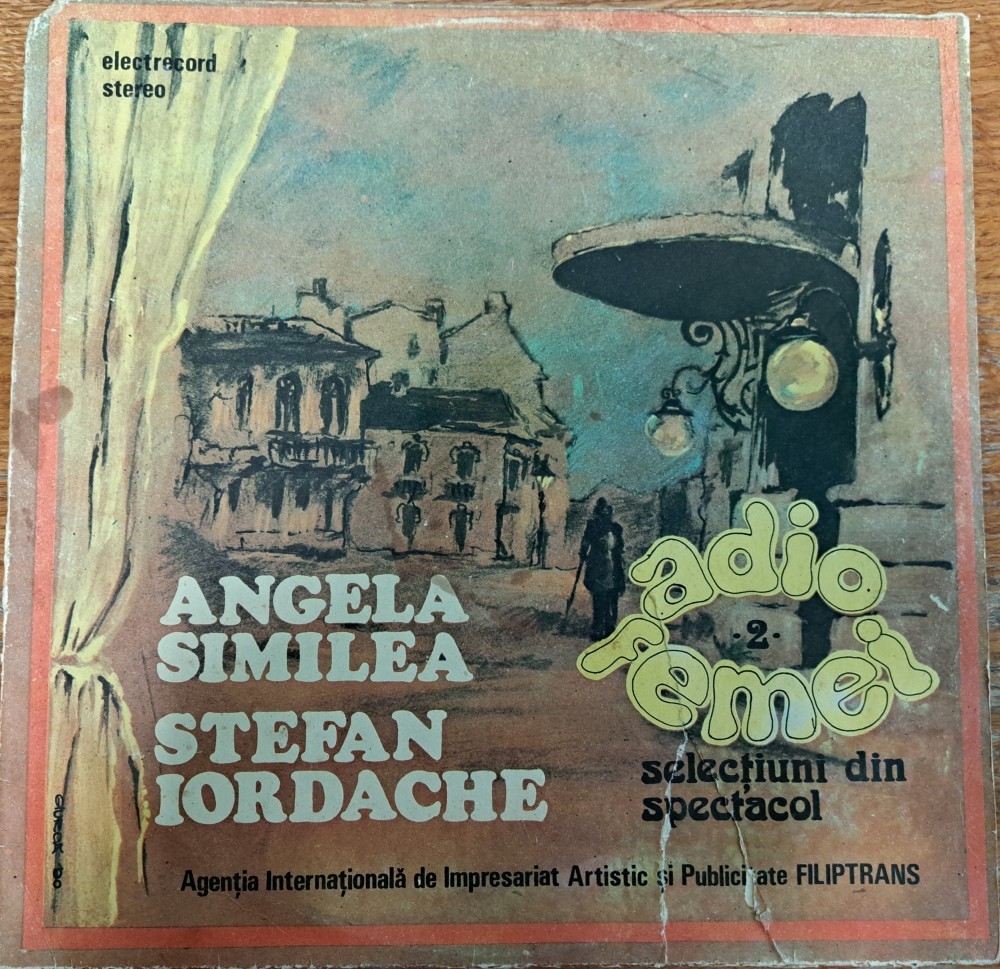 electrecord
stereo
ANGELA
SIMILEA
STEFAN
IORDACHE
adio
·2·
femei
selecțiuni din
spectacol
Agenția Internațională de Impresariat Artistic și Publicitate FILIPTRANS